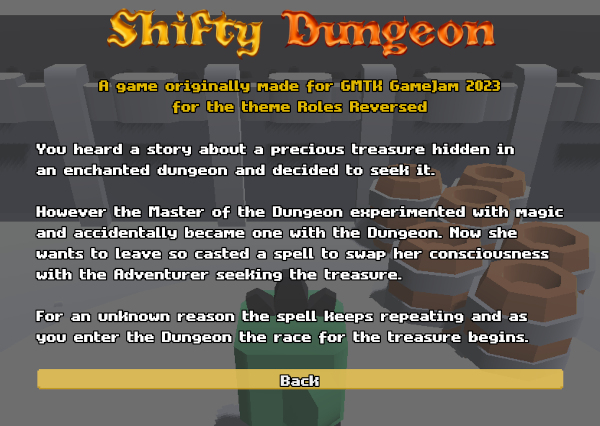 Shifty Dungeon
A game originally made for GMTK GameJam 2023
for the theme Roles Reversed
You heard a story about a precious treasure hidden in
an enchanted dungeon and decided to seek it.
However the Master of the Dungeon experimented with magic
and accidentally became one with the Dungeon. Now she
wants to leave so casted a spell to swap her consciousness
with the Adventurer seeking the treasure.
For an unknown reason the spell keeps repeating and as
you enter the Dungeon the race for the treasure begins.
Back